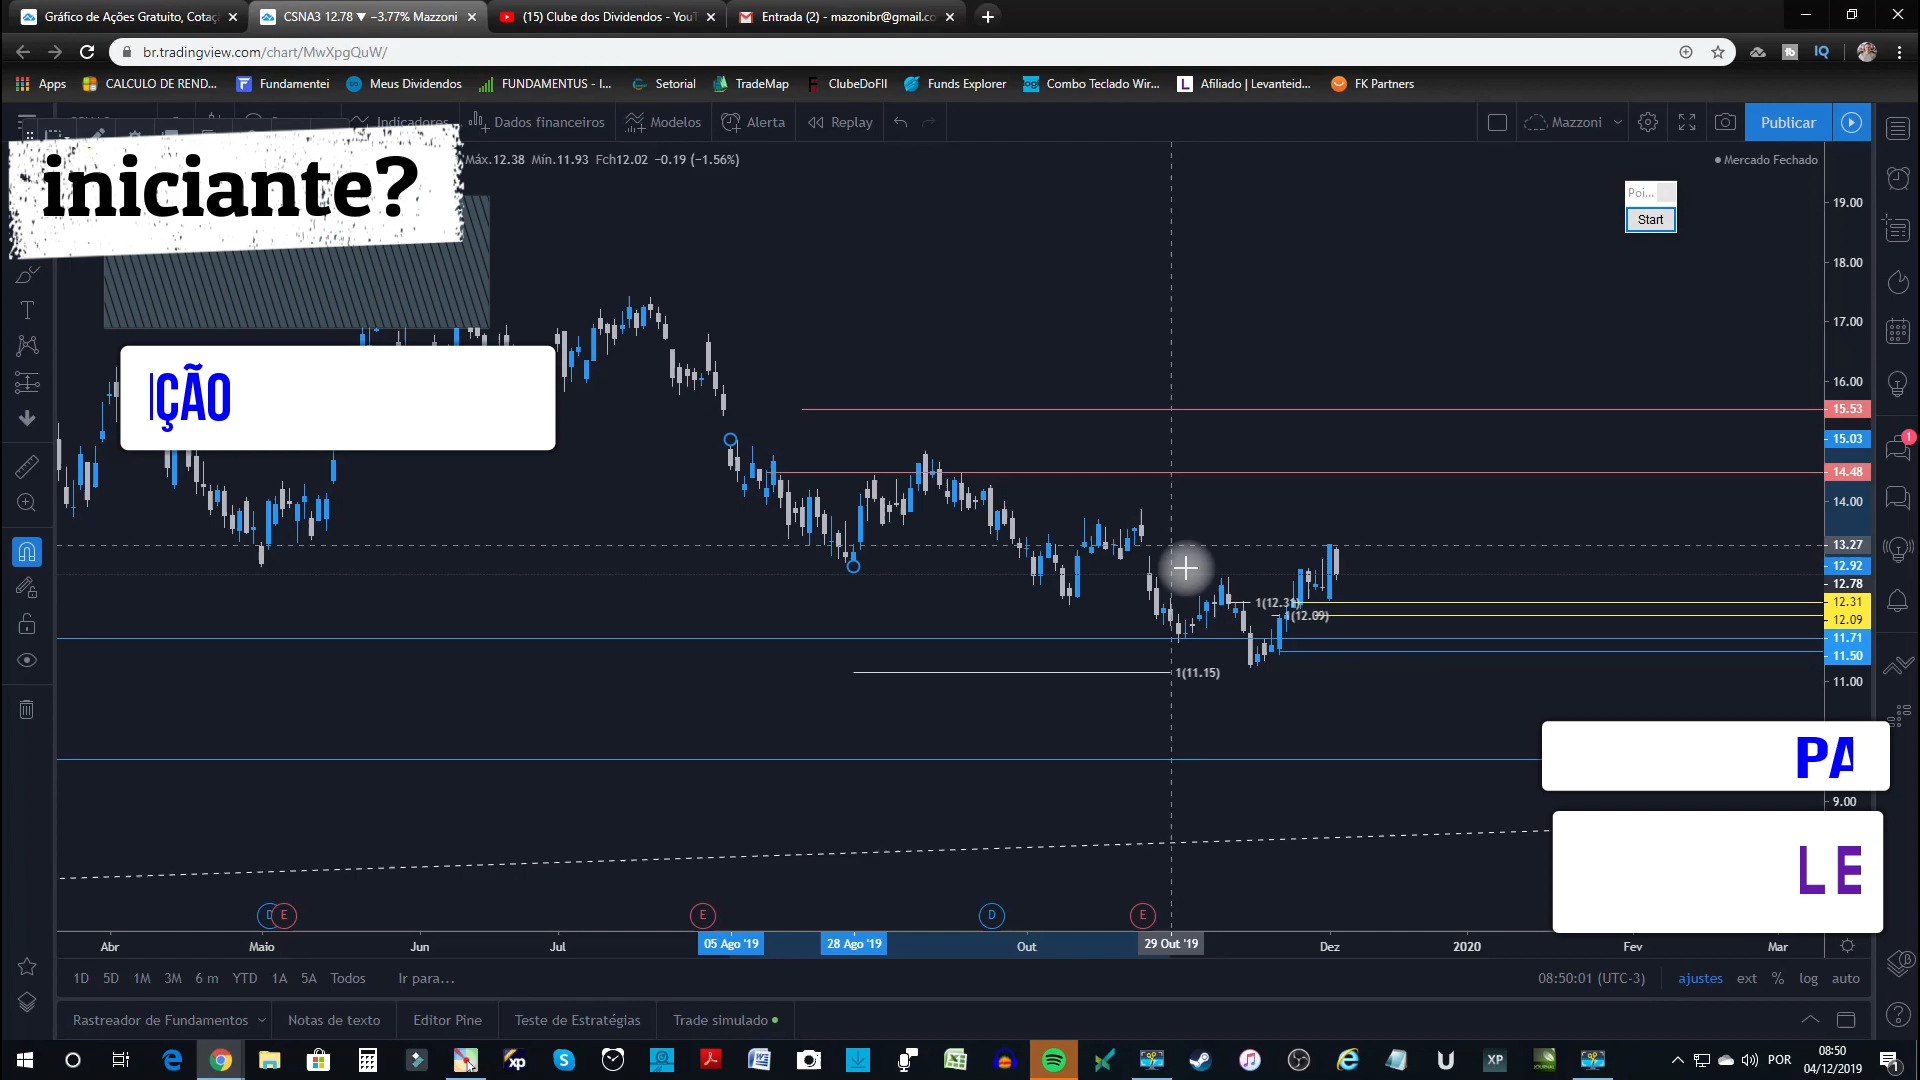 Gráfico de Ações Gratuito, Cotaç
CSNA3 12.78 ▼ −3.77% Mazzoni
(15) Clube dos Dividendos - You
Entrada (2) - mazonibr@gmail.co
br.tradingview.com/chart/MwXpgQuW/
Apps
CALCULO DE REND...
Fundamentei
Meus Dividendos
FUNDAMENTUS - I...
Setorial
TradeMap
ClubeDoFII
Funds Explorer
Combo Teclado Wir...
Afiliado | Levanteid...
FK Partners
Indicadores
Dados financeiros
Modelos
Alerta
Replay
Mazzoni
Publicar
iniciante?
Máx.12.38 Mín.11.93 Fch12.02 −0.19 (−1.56%)
Mercado Fechado
Poi...
Start
19.00
18.00
17.00
16.00
15.53
15.03
14.48
14.00
13.27
12.92
12.78
12.31
12.09
11.71
11.50
11.00
9.00
ÇÃO
1(12.31)
1(12.09)
1(11.15)
PA
LE
D
E
E
D
E
Abr
Maio
Jun
Jul
05 Ago '19
28 Ago '19
Out
29 Out '19
Dez
2020
Fev
Mar
1D 5D 1M 3M 6 m YTD 1A 5A Todos
Ir para...
08:50:01 (UTC-3)
ajustes ext % log auto
Rastreador de Fundamentos
Notas de texto
Editor Pine
Teste de Estratégias
Trade simulado
POR
08:50
04/12/2019